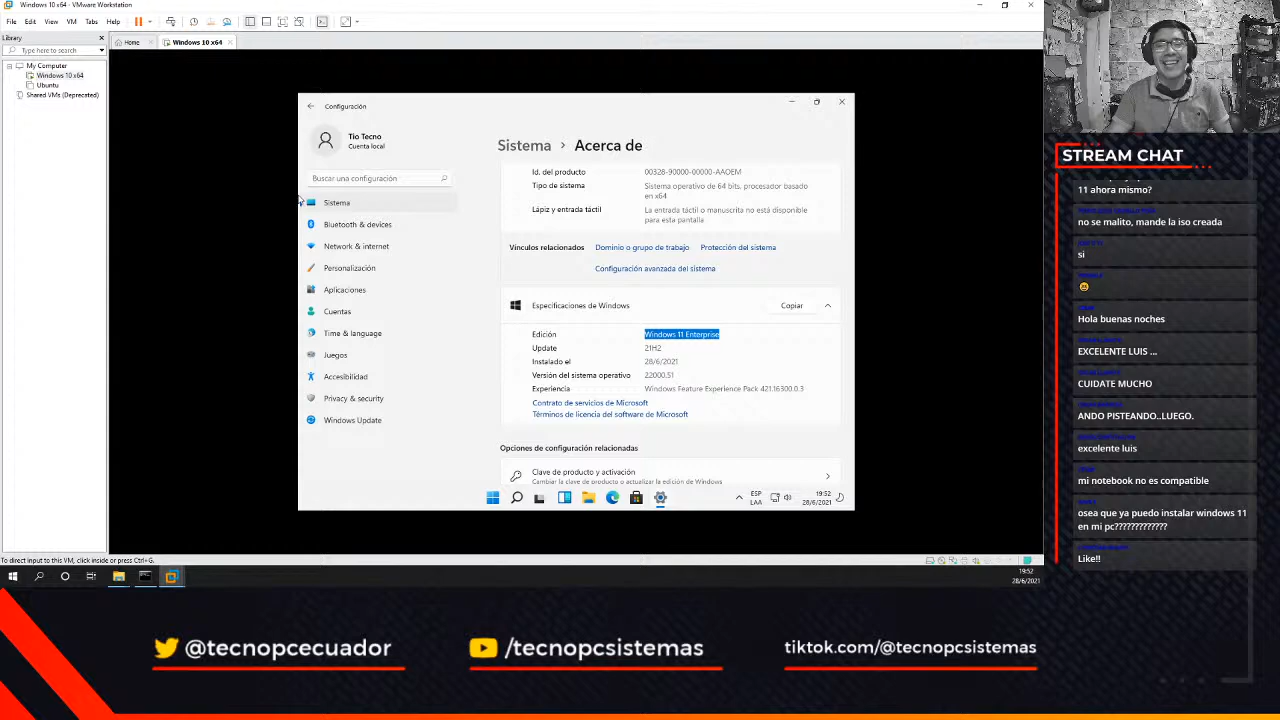 Windows 10 x64 - VMware Workstation
File Edit View VM Tabs Help
Library
Type here to search
My Computer
Windows 10 x64
Ubuntu
Shared VMs (Deprecated)
Home
Windows 10 x64
Configuración
Tio Tecno
Cuenta local
Buscar una configuración
Sistema
Bluetooth & devices
Network & internet
Personalización
Aplicaciones
Cuentas
Time & language
Juegos
Accesibilidad
Privacy & security
Windows Update
Sistema > Acerca de
Id. del producto 00328-90000-00000-AAOEM
Tipo de sistema Sistema operativo de 64 bits, procesador basado
en x64
Lápiz y entrada táctil La entrada táctil o manuscrita no está disponible
para esta pantalla
Vínculos relacionados Dominio o grupo de trabajo Protección del sistema
Configuración avanzada del sistema
Especificaciones de Windows Copiar
Edición Windows 11 Enterprise
Update 21H2
Instalado el 28/6/2021
Versión del sistema operativo 22000.51
Experiencia Windows Feature Experience Pack 421.16300.0.3
Contrato de servicios de Microsoft
Términos de licencia del software de Microsoft
Opciones de configuración relacionadas
Clave de producto y activación
Cambiar la clave de producto o actualizar la edición de Windows
ESP
LAA
19:52
28/6/2021
To direct input to this VM, click inside or press Ctrl+G.
19:52
28/6/2021
STREAM CHAT
11 ahora mismo?
no se malito, mande la iso creada
si
Hola buenas noches
EXCELENTE LUIS ...
CUIDATE MUCHO
ANDO PISTEANDO..LUEGO.
excelente luis
mi notebook no es compatible
osea que ya puedo instalar windows 11
en mi pc?????????????
Like!!
@tecnopcecuador
/tecnopcsistemas
tiktok.com/@tecnopcsistemas